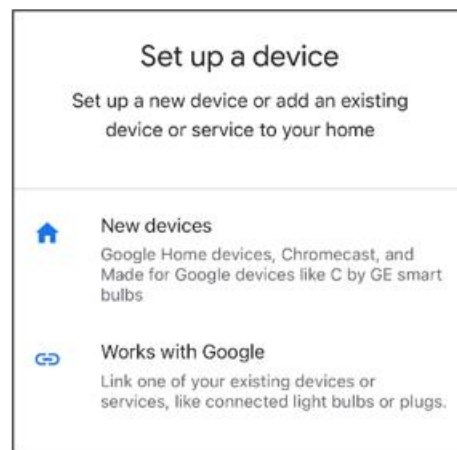 Set up a device
Set up a new device or add an existing
device or service to your home
New devices
Google Home devices, Chromecast, and
Made for Google devices like C by GE smart
bulbs
Works with Google
Link one of your existing devices or
services, like connected light bulbs or plugs.